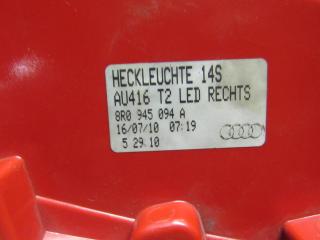 HECKLEUCHTE 14S
AU416 T2 LED RECHTS
8R0 945 094 A
16/07/10 07:19
5 29 10